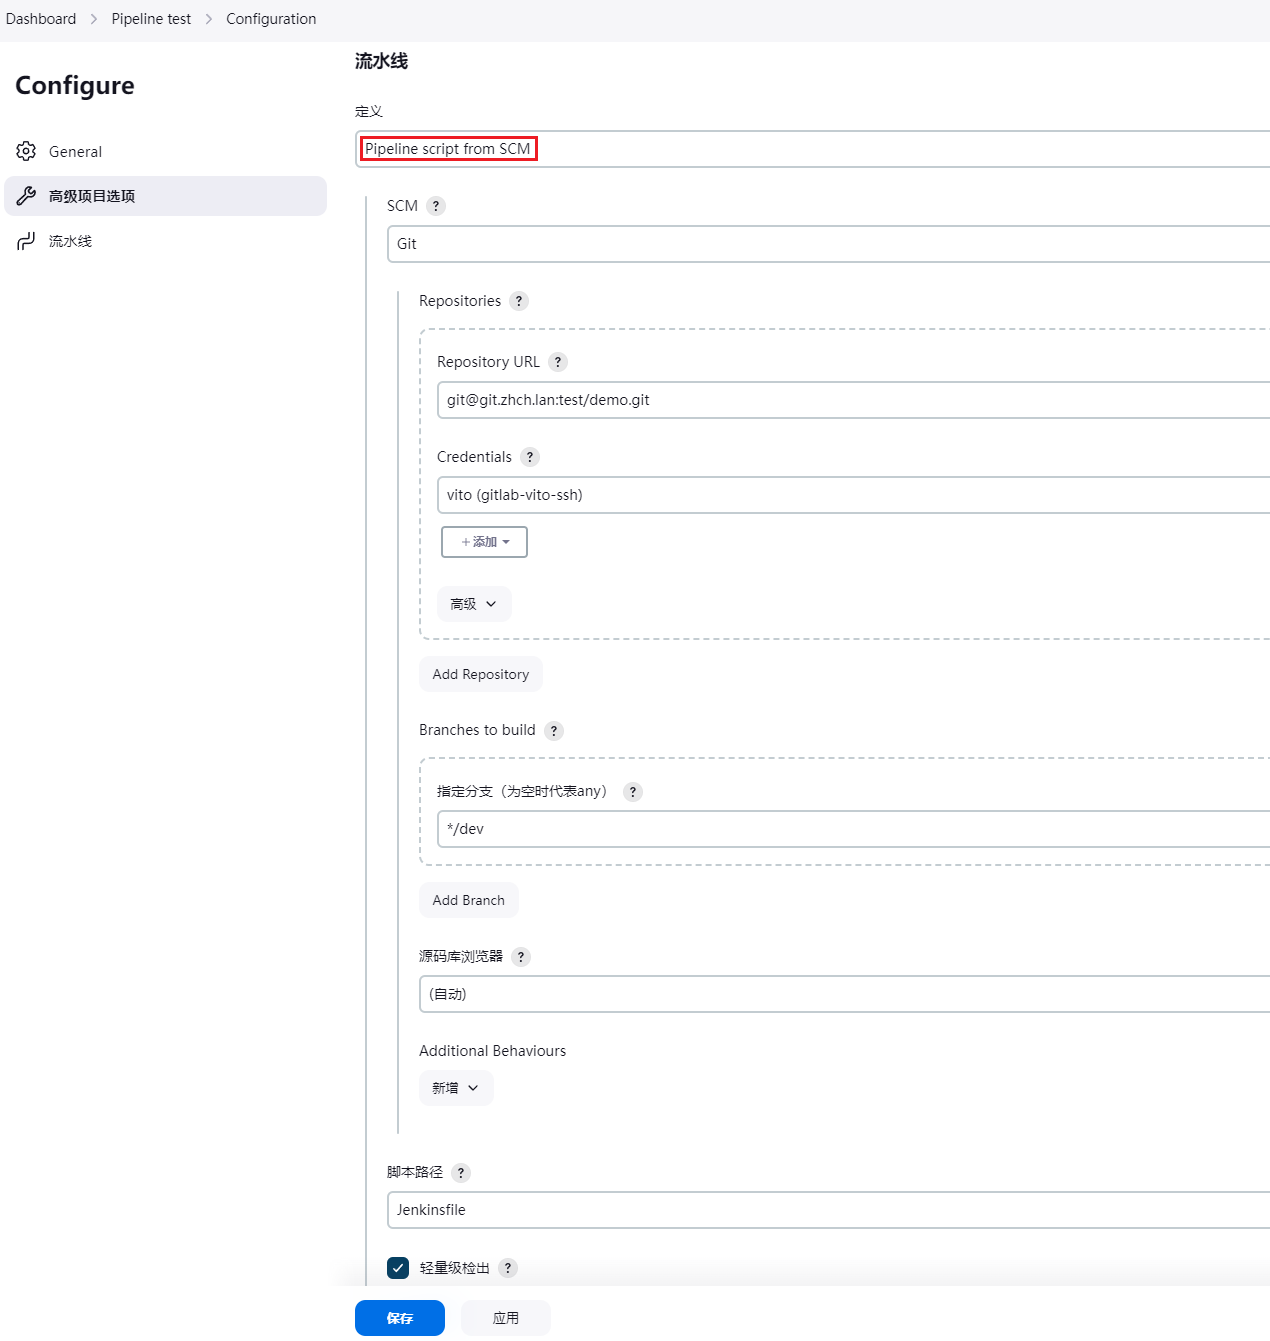 Dashboard > Pipeline test > Configuration
Configure
General
高级项目选项
流水线
流水线
定义
Pipeline script from SCM
SCM ?
Git
Repositories ?
Repository URL ?
git@git.zhch.lan:test/demo.git
Credentials ?
vito (gitlab-vito-ssh)
+添加
高级
Add Repository
Branches to build ?
指定分支（为空时代表any） ?
*/dev
Add Branch
源码库浏览器 ?
(自动)
Additional Behaviours
新增
脚本路径 ?
Jenkinsfile
轻量级检出 ?
保存 应用